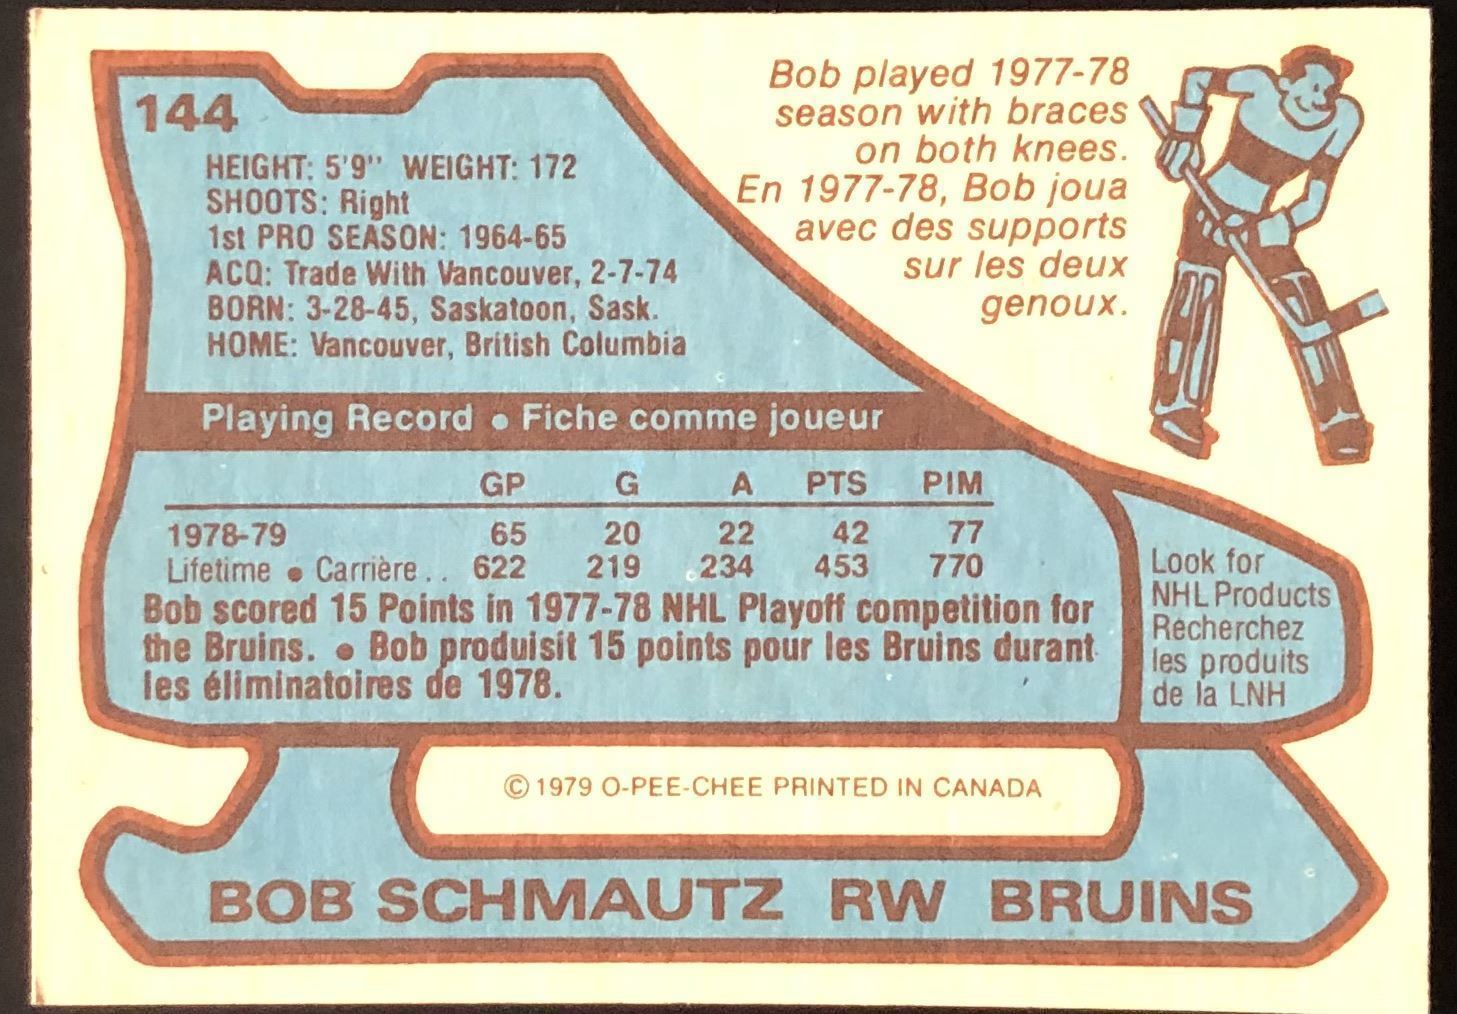 144
HEIGHT: 5'9" WEIGHT: 172
SHOOTS: Right
1st PRO SEASON: 1964-65
ACQ: Trade With Vancouver, 2-7-74
BORN: 3-28-45, Saskatoon, Sask.
HOME: Vancouver, British Columbia
Bob played 1977-78
season with braces
on both knees.
En 1977-78, Bob joua
avec des supports
sur les deux
genoux.
Playing Record • Fiche comme joueur
GP G A PTS PIM
1978-79 65 20 22 42 77
Lifetime • Carrière.. 622 219 234 453 770
Bob scored 15 Points in 1977-78 NHL Playoff competition for
the Bruins. • Bob produisit 15 points pour les Bruins durant
les éliminatoires de 1978.
Look for
NHL Products
Recherchez
les produits
de la LNH
© 1979 O-PEE-CHEE PRINTED IN CANADA
BOB SCHMAUTZ RW BRUINS